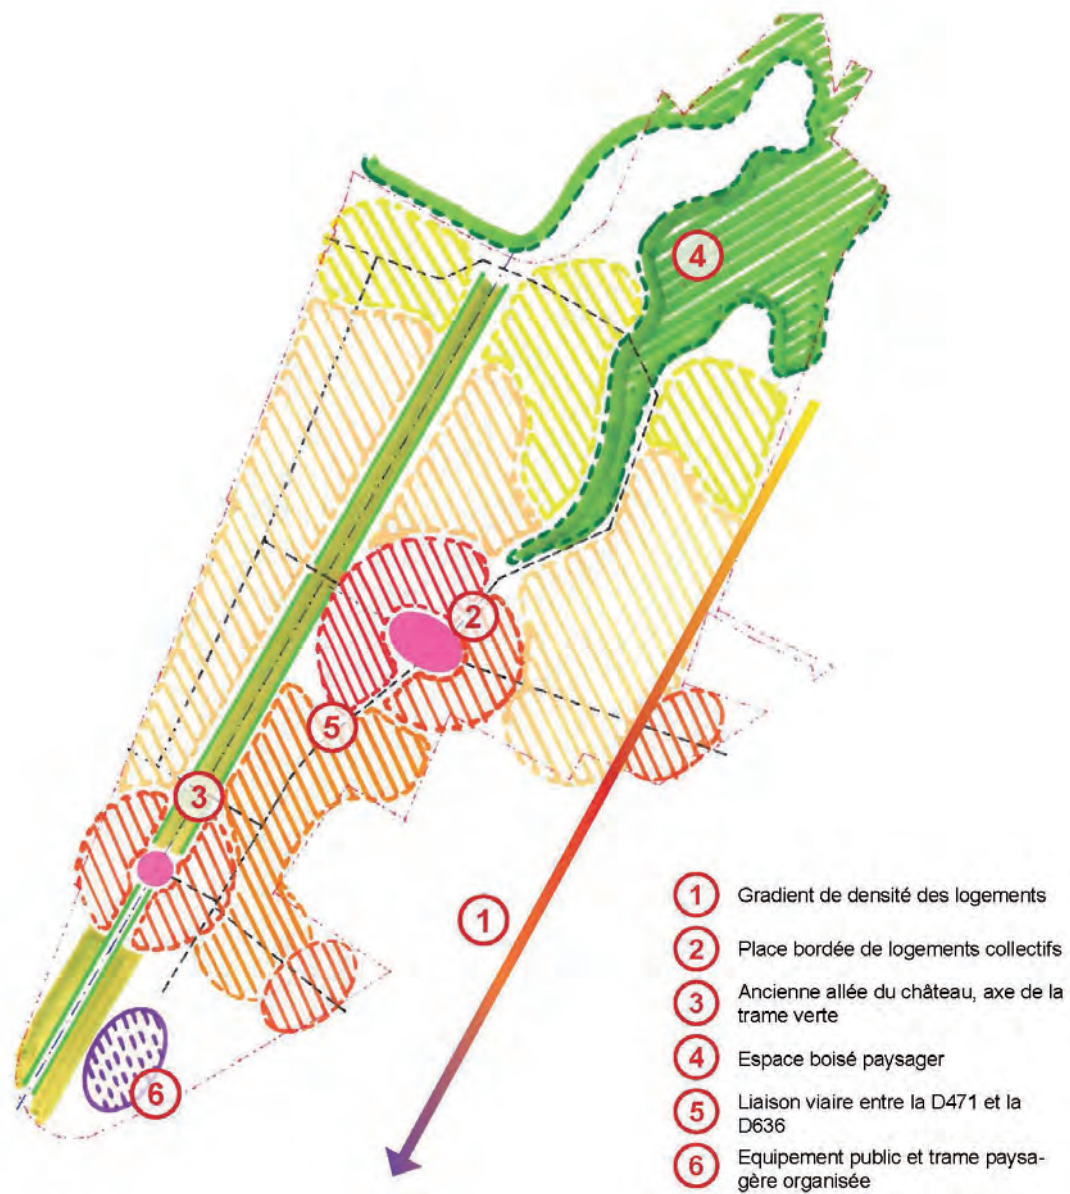 4
2
5
3
1
6
1 Gradient de densité des logements
2 Place bordée de logements collectifs
3 Ancienne allée du château, axe de la
trame verte
4 Espace boisé paysager
5 Liaison viaire entre la D471 et la
D636
6 Equipement public et trame paysa-
gère organisée